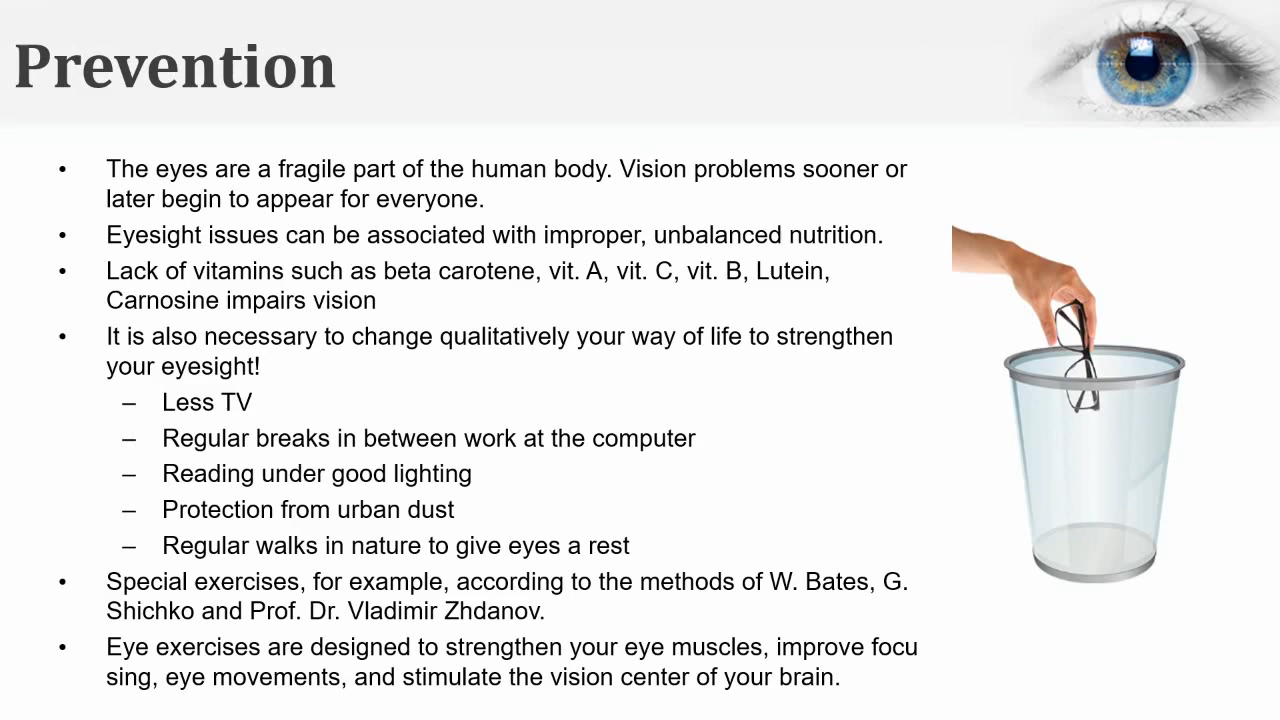 Prevention
• The eyes are a fragile part of the human body. Vision problems sooner or
later begin to appear for everyone.
• Eyesight issues can be associated with improper, unbalanced nutrition.
• Lack of vitamins such as beta carotene, vit. A, vit. C, vit. B, Lutein,
Carnosine impairs vision
• It is also necessary to change qualitatively your way of life to strengthen
your eyesight!
– Less TV
– Regular breaks in between work at the computer
– Reading under good lighting
– Protection from urban dust
– Regular walks in nature to give eyes a rest
• Special exercises, for example, according to the methods of W. Bates, G.
Shichko and Prof. Dr. Vladimir Zhdanov.
• Eye exercises are designed to strengthen your eye muscles, improve focu
sing, eye movements, and stimulate the vision center of your brain.